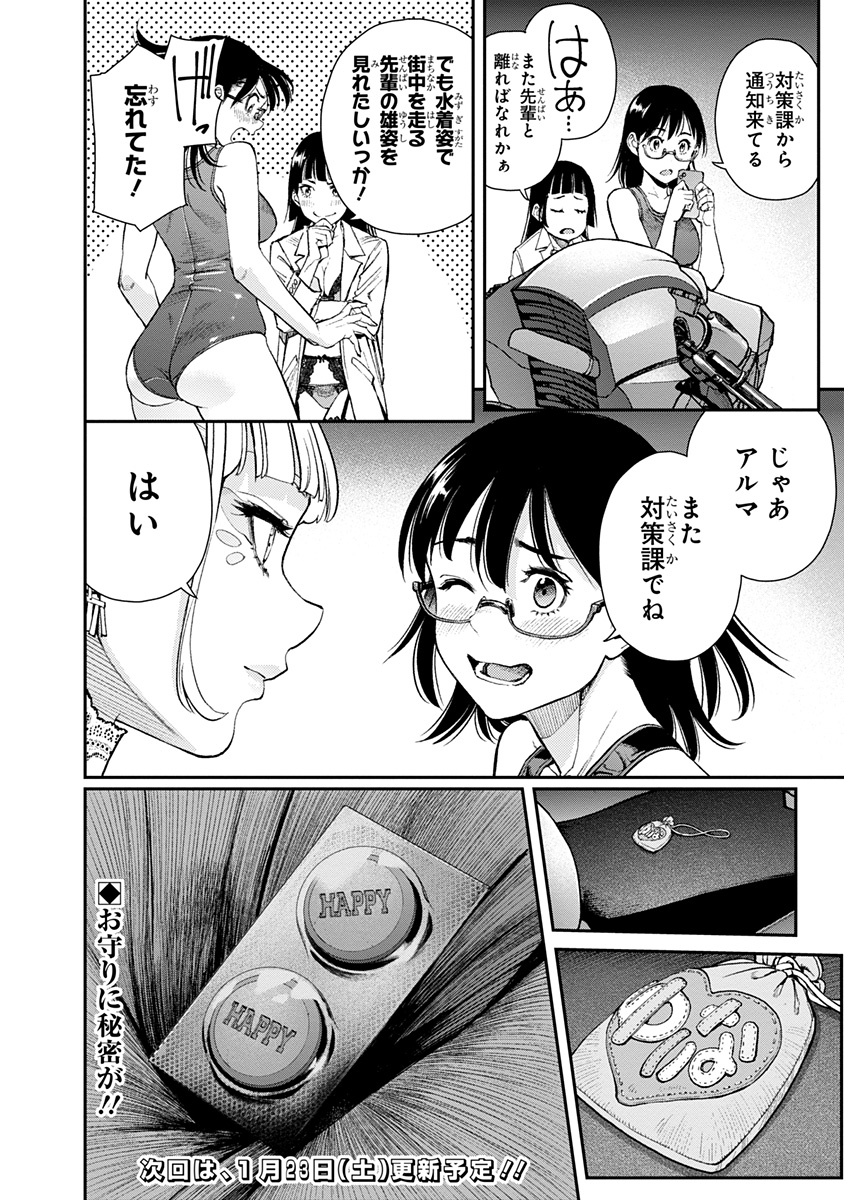 対策課から
通知来てる
はぁ…
また先輩と
離ればなれかぁ
でも水着姿で
街中を走る
先輩の雄姿を
見れたしいっか！
げっ
忘れてた！
じゃあ
アルマ
また
対策課でね
はい
HAPPY
HAPPY
◆お守りに秘密が!!
次回は、1月23日(土)更新予定!!